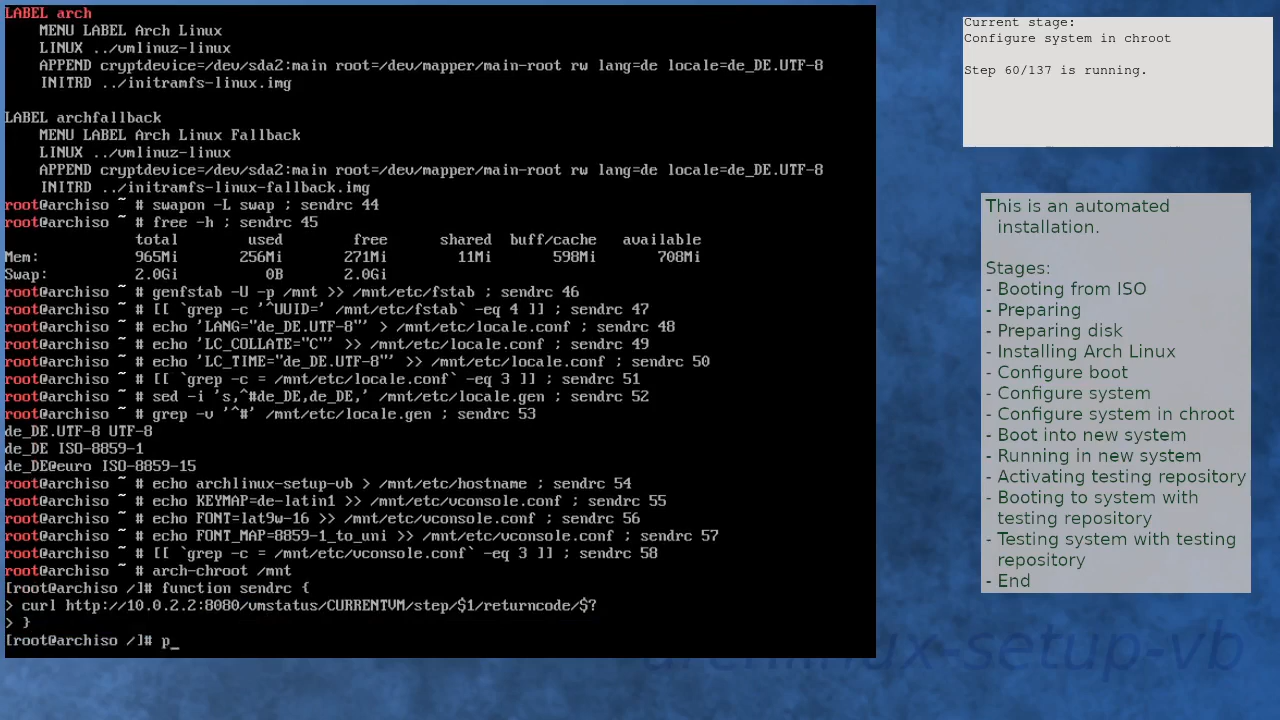 LABEL arch
    MENU LABEL Arch Linux
    LINUX ../vmlinuz-linux
    APPEND cryptdevice=/dev/sda2:main root=/dev/mapper/main-root rw lang=de locale=de_DE.UTF-8
    INITRD ../initramfs-linux.img

LABEL archfallback
    MENU LABEL Arch Linux Fallback
    LINUX ../vmlinuz-linux
    APPEND cryptdevice=/dev/sda2:main root=/dev/mapper/main-root rw lang=de locale=de_DE.UTF-8
    INITRD ../initramfs-linux-fallback.img
root@archiso ~ # swapon -L swap ; sendrc 44
root@archiso ~ # free -h ; sendrc 45
               total        used        free      shared  buff/cache   available
Mem:           965Mi       256Mi       271Mi        11Mi       598Mi       708Mi
Swap:          2.0Gi          0B       2.0Gi
root@archiso ~ # genfstab -U -p /mnt >> /mnt/etc/fstab ; sendrc 46
root@archiso ~ # [[ `grep -c '^UUID=' /mnt/etc/fstab` -eq 4 ]] ; sendrc 47
root@archiso ~ # echo 'LANG="de_DE.UTF-8"' > /mnt/etc/locale.conf ; sendrc 48
root@archiso ~ # echo 'LC_COLLATE="C"' >> /mnt/etc/locale.conf ; sendrc 49
root@archiso ~ # echo 'LC_TIME="de_DE.UTF-8"' >> /mnt/etc/locale.conf ; sendrc 50
root@archiso ~ # [[ `grep -c = /mnt/etc/locale.conf` -eq 3 ]] ; sendrc 51
root@archiso ~ # sed -i 's,^#de_DE,de_DE,' /mnt/etc/locale.gen ; sendrc 52
root@archiso ~ # grep -v '^#' /mnt/etc/locale.gen ; sendrc 53
de_DE.UTF-8 UTF-8
de_DE ISO-8859-1
de_DE@euro ISO-8859-15
root@archiso ~ # echo archlinux-setup-vb > /mnt/etc/hostname ; sendrc 54
root@archiso ~ # echo KEYMAP=de-latin1 >> /mnt/etc/vconsole.conf ; sendrc 55
root@archiso ~ # echo FONT=lat9w-16 >> /mnt/etc/vconsole.conf ; sendrc 56
root@archiso ~ # echo FONT_MAP=8859-1_to_uni >> /mnt/etc/vconsole.conf ; sendrc 57
root@archiso ~ # [[ `grep -c = /mnt/etc/vconsole.conf` -eq 3 ]] ; sendrc 58
root@archiso ~ # arch-chroot /mnt
[root@archiso /]# function sendrc {
> curl http://10.0.2.2:8080/vmstatus/CURRENTVM/step/$1/returncode/$?
> }
[root@archiso /]# p_
Current stage:
Configure system in chroot

Step 60/137 is running.

This is an automated
installation.

Stages:
- Booting from ISO
- Preparing
- Preparing disk
- Installing Arch Linux
- Configure boot
- Configure system
- Configure system in chroot
- Boot into new system
- Running in new system
- Activating testing repository
- Booting to system with
testing repository
- Testing system with testing
repository
- End
archlinux-setup-vb